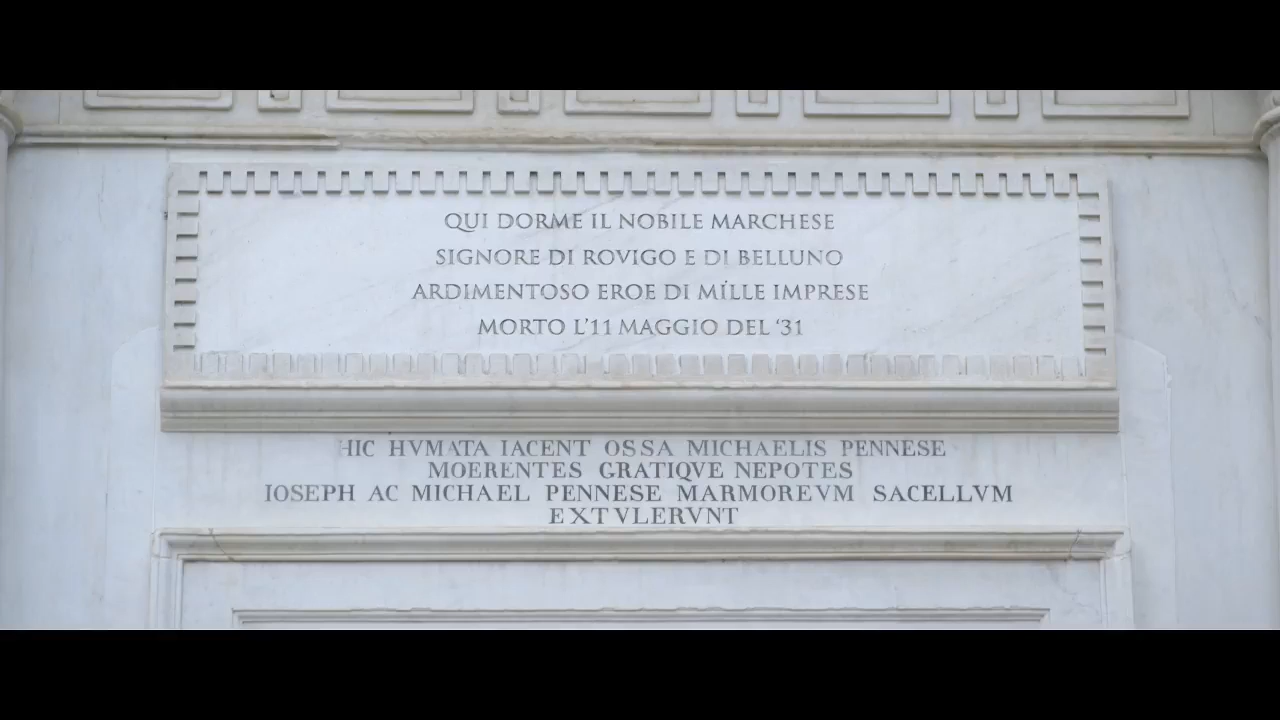 QUI DORME IL NOBILE MARCHESE
SIGNORE DI ROVIGO E DI BELLUNO
ARDIMENTOSO EROE DI MILLE IMPRESE
MORTO L'11 MAGGIO DEL '31
HIC HVMATA IACENT OSSA MICHAELIS PENNESE
MOERENTES GRATIQVE NEPOTES
IOSEPH AC MICHAEL PENNESE MARMOREVM SACELLVM
EXTVLERVNT